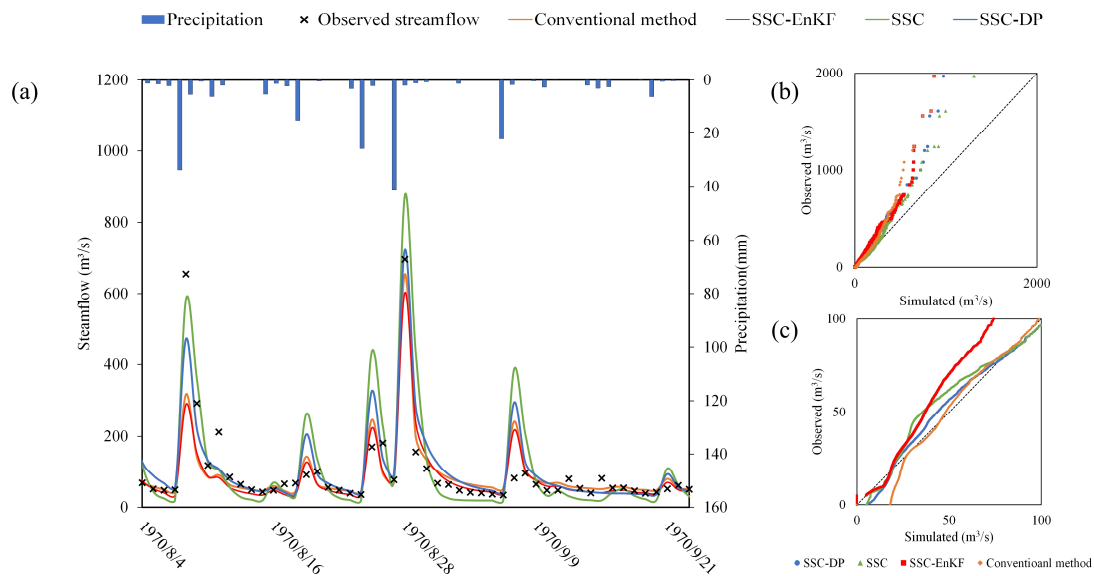 Precipitation Observed streamflow Conventional method SSC-EnKF SSC SSC-DP
(a)
1200
1000
800
600
400
200
0
Steamflow (m³/s)
0
20
40
60
80
100
120
140
160
Precipitation(mm)
1970/8/4
1970/8/16
1970/8/28
1970/9/9
1970/9/21
(b)
2000
1000
0
Observed (m³/s)
0
2000
Simulated (m³/s)
(c)
100
50
0
Observed (m³/s)
0
50
100
Simulated (m³/s)
SSC-DP SSC SSC-EnKF Conventioanl method